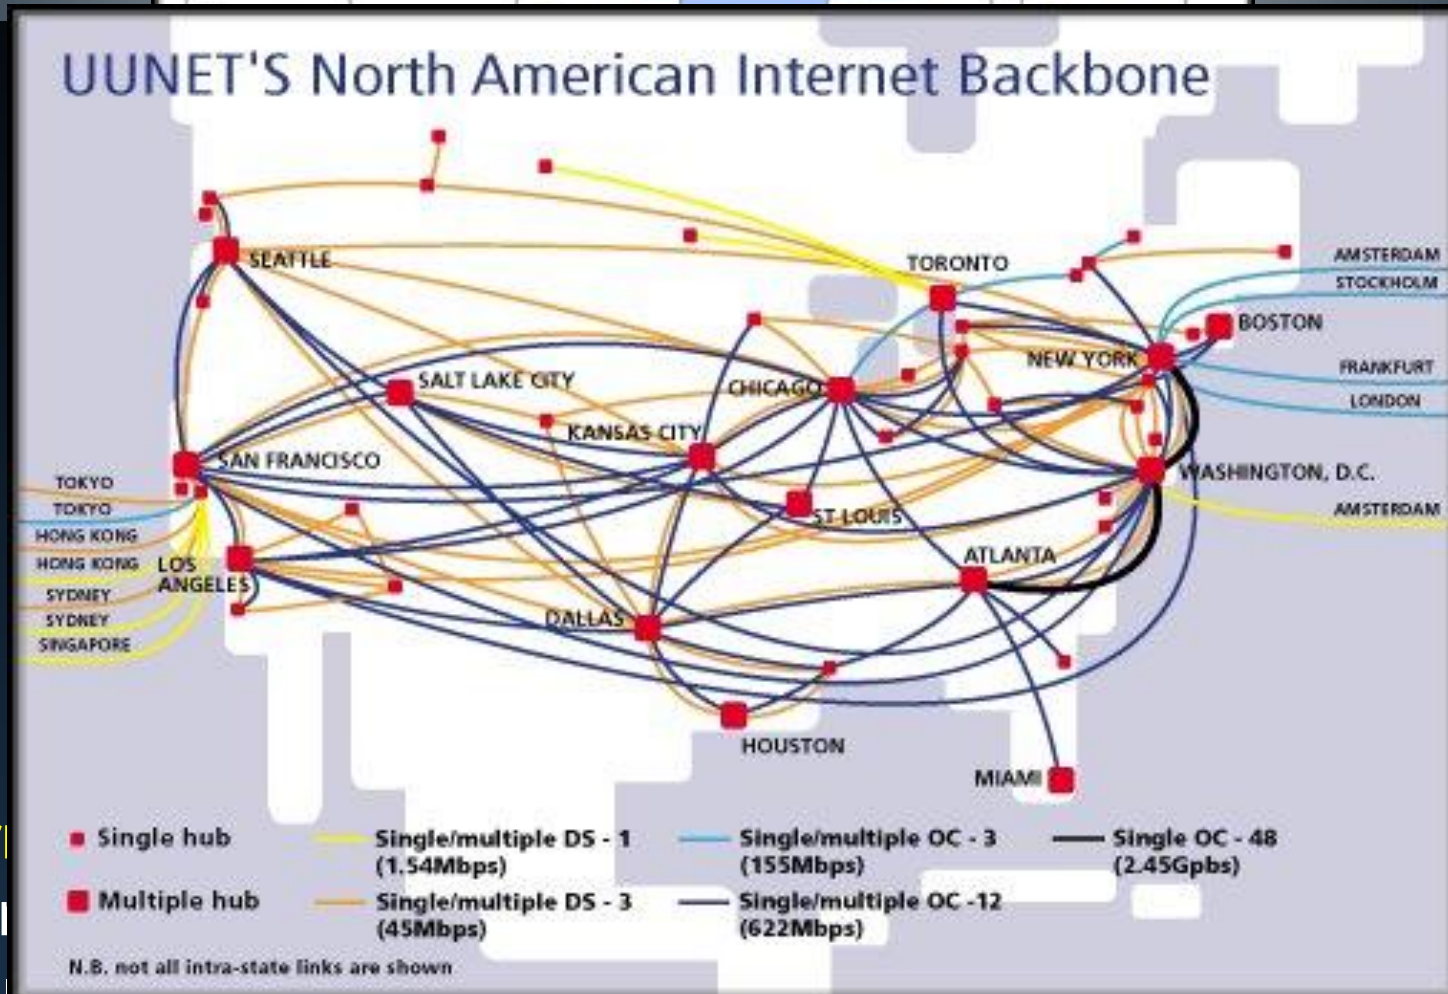 UUNET'S North American Internet Backbone
SEATTLE
TORONTO
AMSTERDAM
STOCKHOLM
BOSTON
NEW YORK
FRANKFURT
LONDON
SALT LAKE CITY
CHICAGO
KANSAS CITY
SAN FRANCISCO
WASHINGTON, D.C.
TOKYO
TOKYO
HONG KONG
HONG KONG
SYDNEY
SYDNEY
SINGAPORE
LOS
ANGELES
ST LOUIS
AMSTERDAM
ATLANTA
DALLAS
HOUSTON
MIAMI
Single hub
Multiple hub
Single/multiple DS - 1
(1.54Mbps)
Single/multiple DS - 3
(45Mbps)
Single/multiple OC - 3
(155Mbps)
Single/multiple OC -12
(622Mbps)
Single OC - 48
(2.45Gpbs)
N.B. not all intra-state links are shown